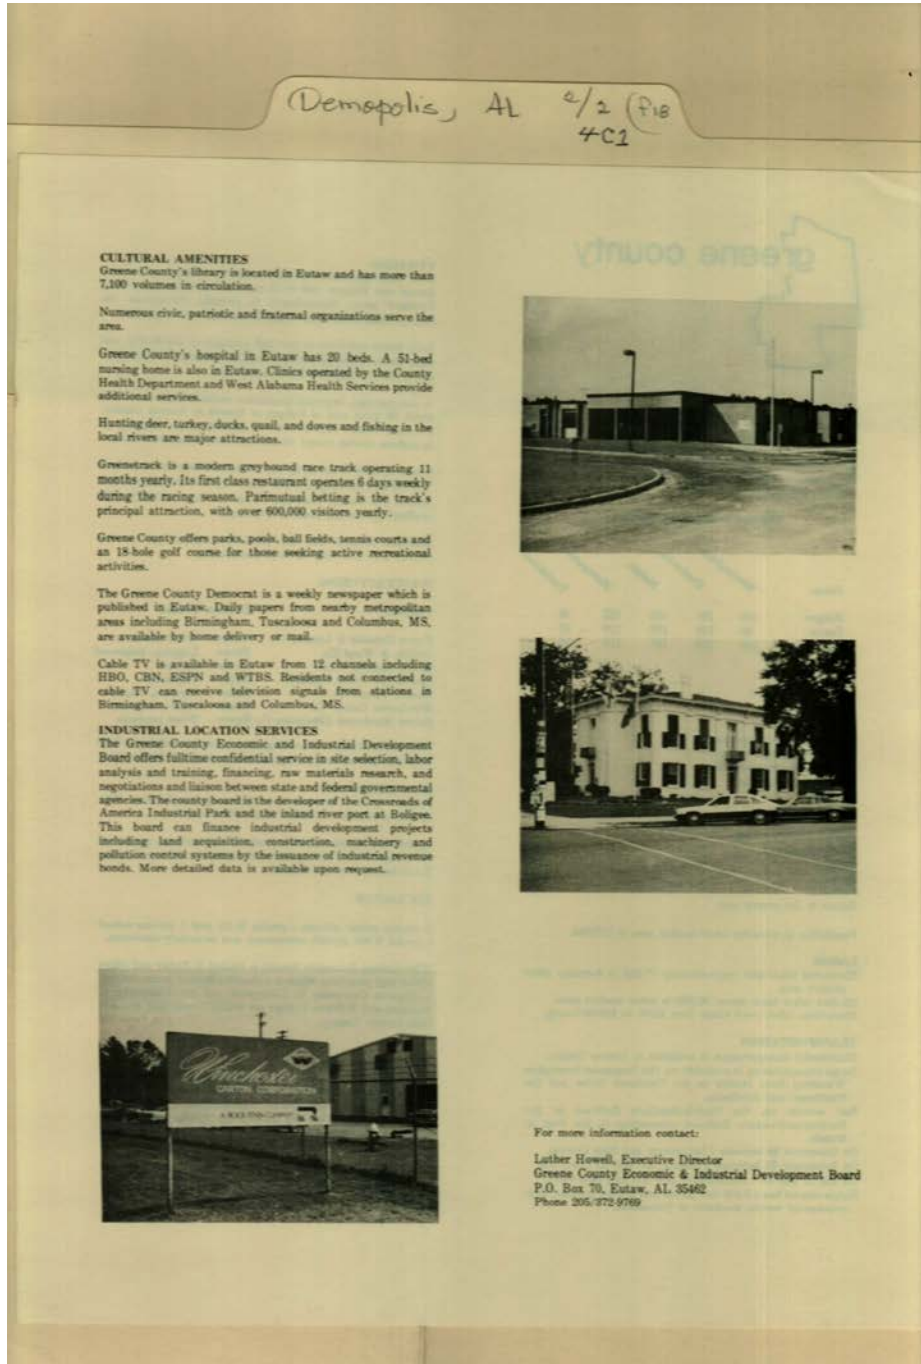 Demopolis, AL 2/2 (F18
4C1
greene county
CULTURAL AMENITIES
Greene County's library is located in Eutaw and has more than
7,100 volumes in circulation.
Numerous civic, patriotic and fraternal organizations serve the
area.
Greene County's hospital in Eutaw has 20 beds. A 51-bed
nursing home is also in Eutaw. Clinics operated by the County
Health Department and West Alabama Health Services provide
additional services.
Hunting deer, turkey, ducks, quail, and doves and fishing in the
local rivers are major attractions.
Greenetrack is a modern greyhound race track operating 11
months yearly. Its first class restaurant operates 6 days weekly
during the racing season. Parimutual betting is the track's
principal attraction, with over 600,000 visitors yearly.
Greene County offers parks, pools, ball fields, tennis courts and
an 18-hole golf course for those seeking active recreational
activities.
The Greene County Democrat is a weekly newspaper which is
published in Eutaw. Daily papers from nearby metropolitan
areas including Birmingham, Tuscaloosa and Columbus, MS,
are available by home delivery or mail.
Cable TV is available in Eutaw from 12 channels including
HBO, CBN, ESPN and WTBS. Residents not connected to
cable TV can receive television signals from stations in
Birmingham, Tuscaloosa and Columbus, MS.
INDUSTRIAL LOCATION SERVICES
The Greene County Economic and Industrial Development
Board offers fulltime confidential service in site selection, labor
analysis and training, financing, raw materials research, and
negotiations and liaison between state and federal governmental
agencies. The county board is the developer of the Crossroads of
America Industrial Park and the inland river port at Boligee.
This board can finance industrial development projects
including land acquisition, construction, machinery and
pollution control systems by the issuance of industrial revenue
bonds. More detailed data is available upon request.
Winchester
CARTON CORPORATION
For more information contact:
Luther Howell, Executive Director
Greene County Economic & Industrial Development Board
P.O. Box 70, Eutaw, AL 35462
Phone 205/372-9769